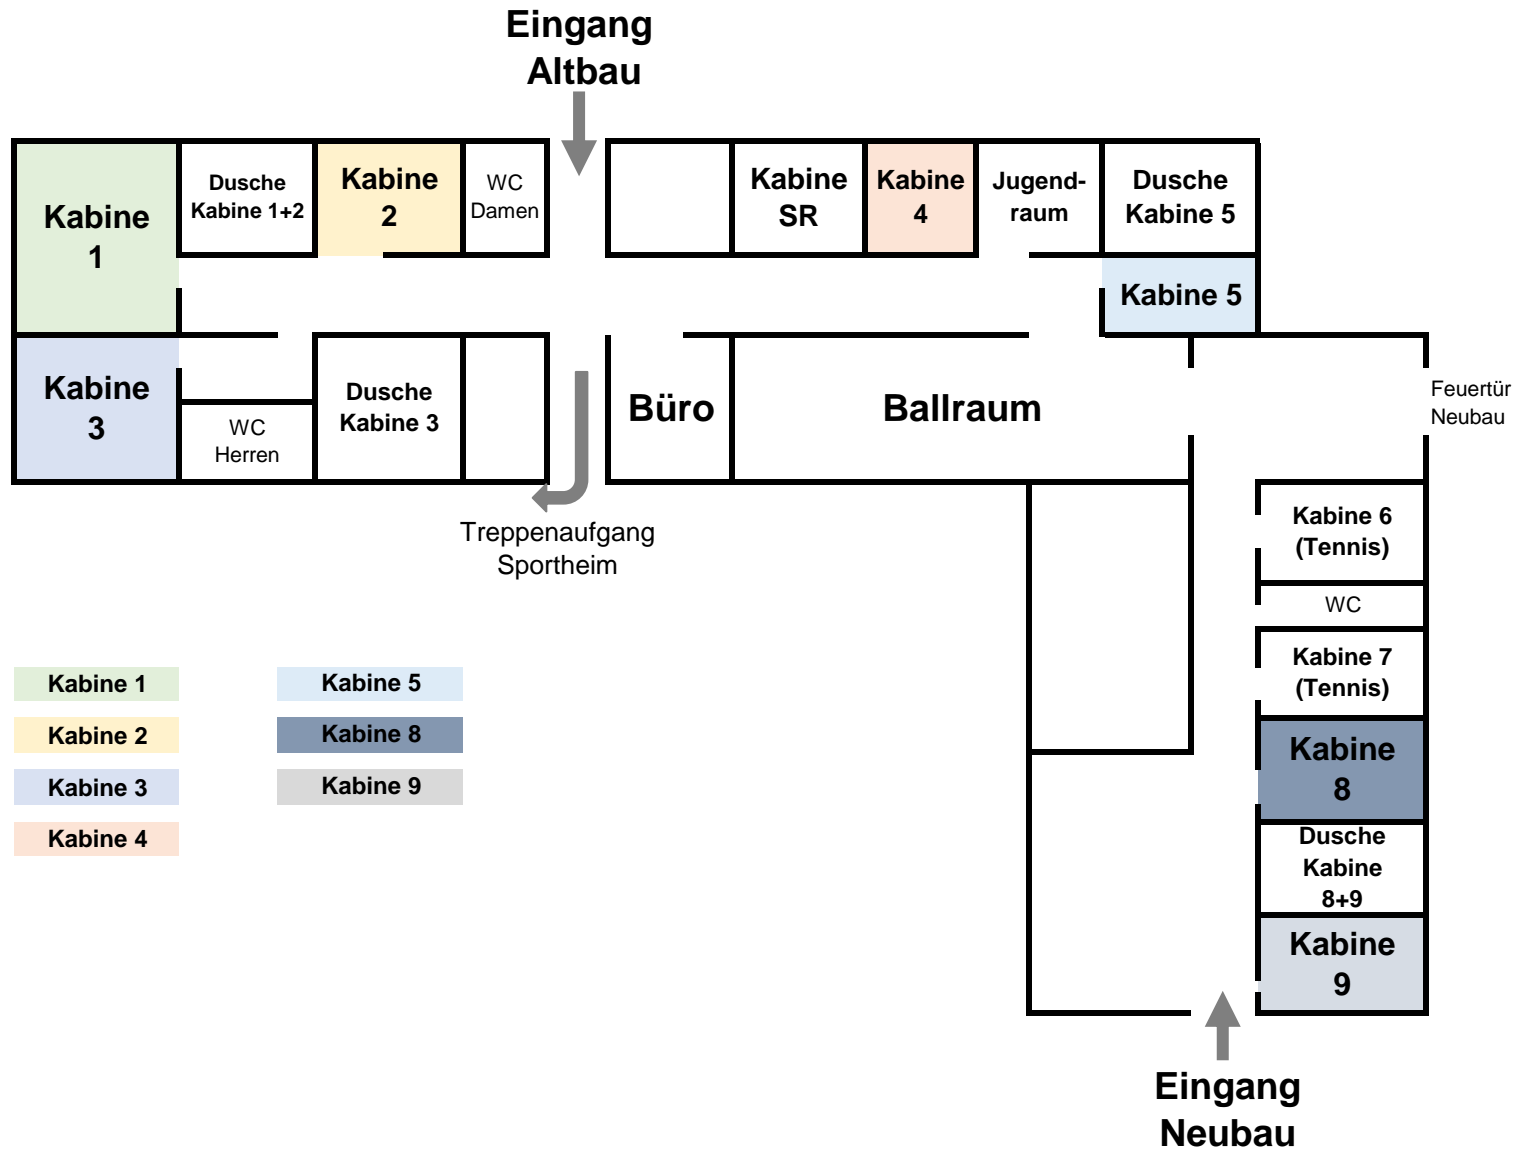 Eingang
Altbau
Kabine
1
Dusche
Kabine 1+2
Kabine
2
WC
Damen
Kabine
SR
Kabine
4
Jugend-
raum
Dusche
Kabine 5
Kabine 5
Kabine
3
WC
Herren
Dusche
Kabine 3
Büro
Ballraum
Feuertür
Neubau
Treppenaufgang
Sportheim
Kabine 6
(Tennis)
WC
Kabine 7
(Tennis)
Kabine
8
Dusche
Kabine
8+9
Kabine
9
Kabine 1
Kabine 2
Kabine 3
Kabine 4
Kabine 5
Kabine 8
Kabine 9
Eingang
Neubau